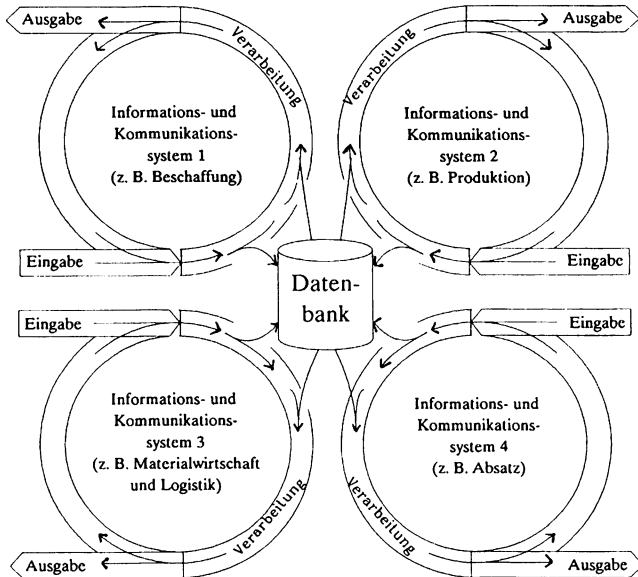 Ausgabe
Verarbeitung
Informations- und
Kommunikations-
system 1
(z. B. Beschaffung)
Eingabe
Ausgabe
Verarbeitung
Informations- und
Kommunikations-
system 2
(z. B. Produktion)
Eingabe
Daten-
bank
Eingabe
Informations- und
Kommunikations-
system 3
(z. B. Materialwirtschaft
und Logistik)
Verarbeitung
Ausgabe
Eingabe
Informations- und
Kommunikations-
system 4
(z. B. Absatz)
Verarbeitung
Ausgabe